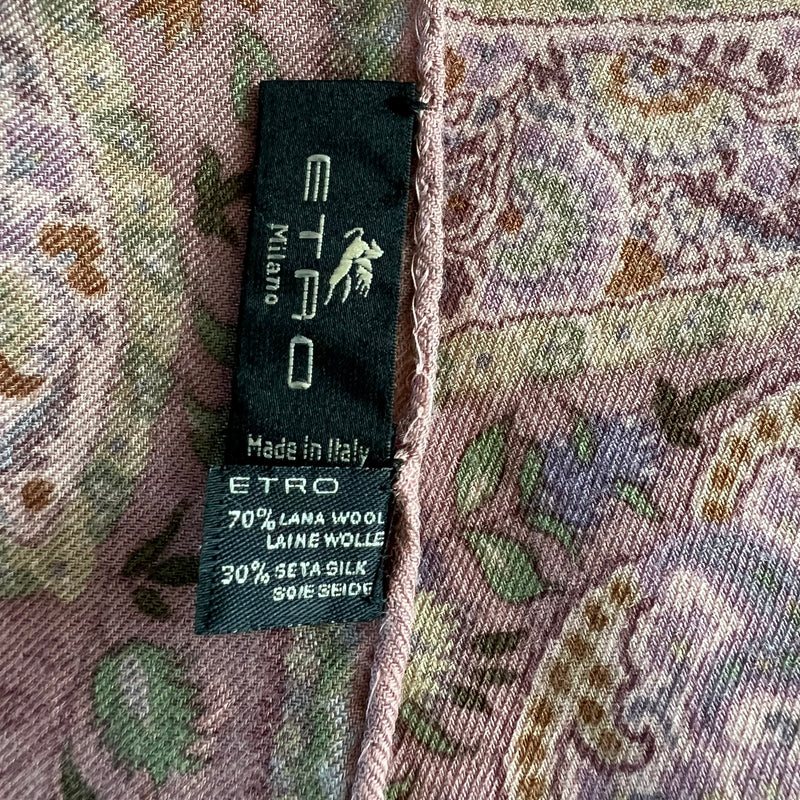 ETRO
Milano
Made in Italy
ETRO
70% LANA WOOL
LAINE WOLLE
30% SETA SILK
SOIE SEIDE